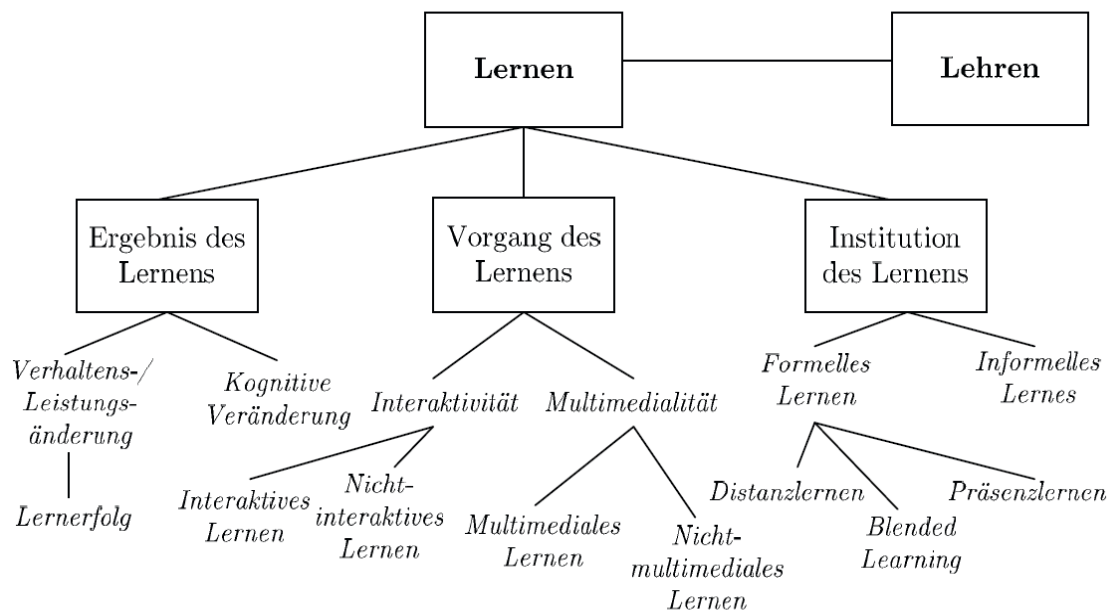 Lernen
Lehren
Ergebnis des
Lernens
Vorgang des
Lernens
Institution
des Lernens
Verhaltens-/
Leistungs-
änderung
Kognitive
Veränderung
Interaktivität
Multimedialität
Formelles
Lernen
Informelles
Lernes
Lernerfolg
Interaktives
Lernen
Nicht-
interaktives
Lernen
Multimediales
Lernen
Nicht-
multimediales
Lernen
Distanzlernen
Blended
Learning
Präsenzlernen